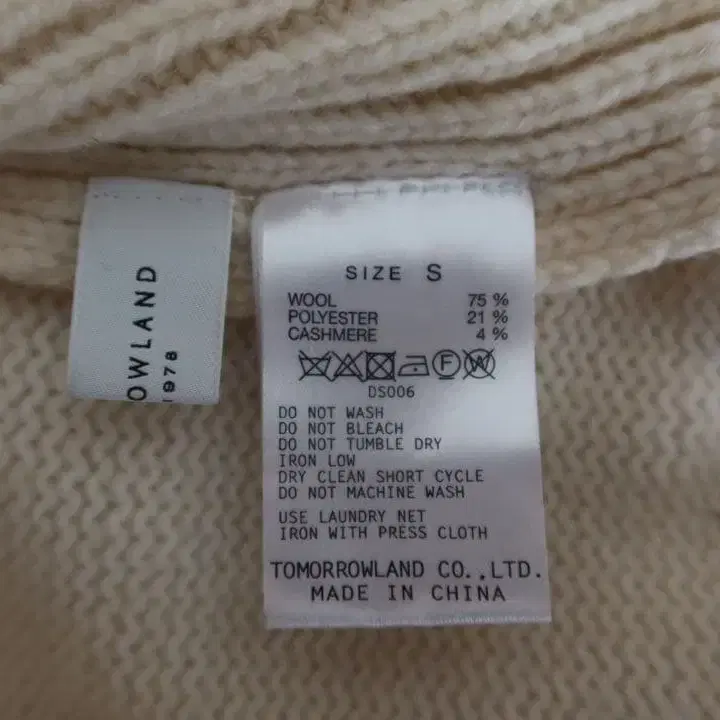 OWLAND
1978
SIZE S
WOOL 75 %
POLYESTER 21 %
CASHMERE 4 %
F W
DS006
DO NOT WASH
DO NOT BLEACH
DO NOT TUMBLE DRY
IRON LOW
DRY CLEAN SHORT CYCLE
DO NOT MACHINE WASH
USE LAUNDRY NET
IRON WITH PRESS CLOTH
TOMORROWLAND CO.,LTD.
MADE IN CHINA